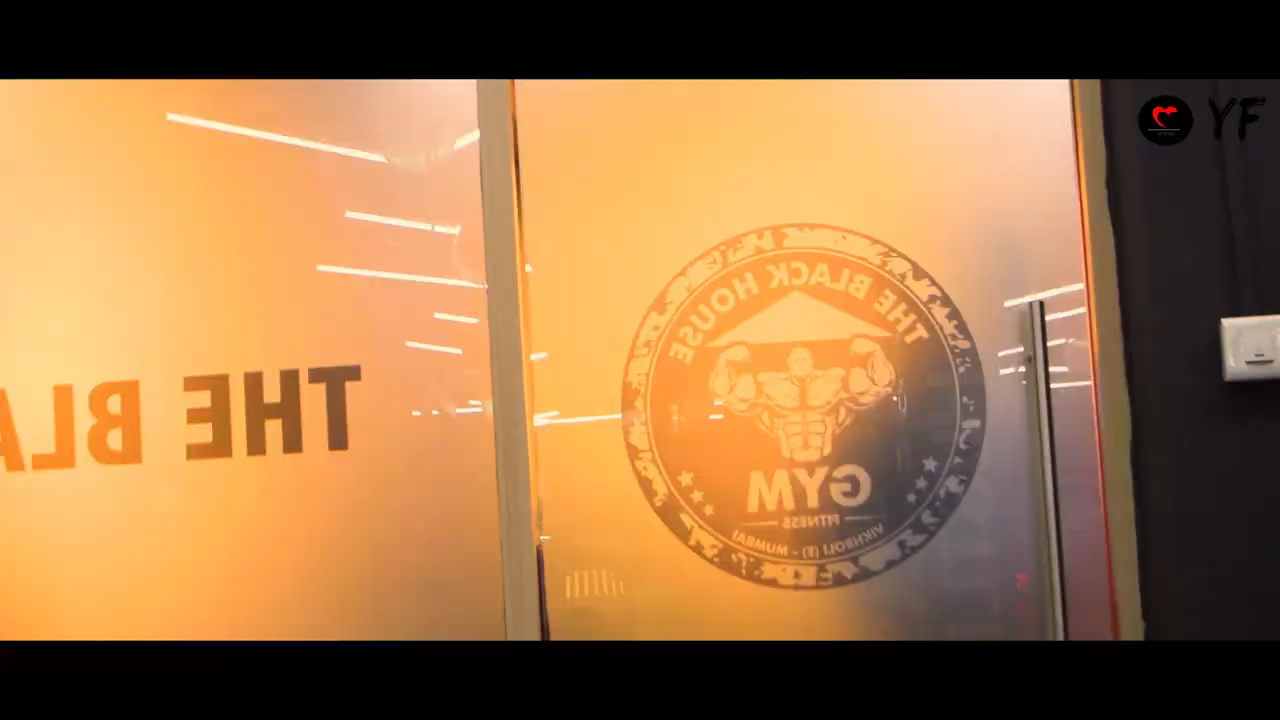 YF
THE BLA
THE BLACK HOUSE
GYM
FITNESS
VIKHROLI (E) - MUMBAI